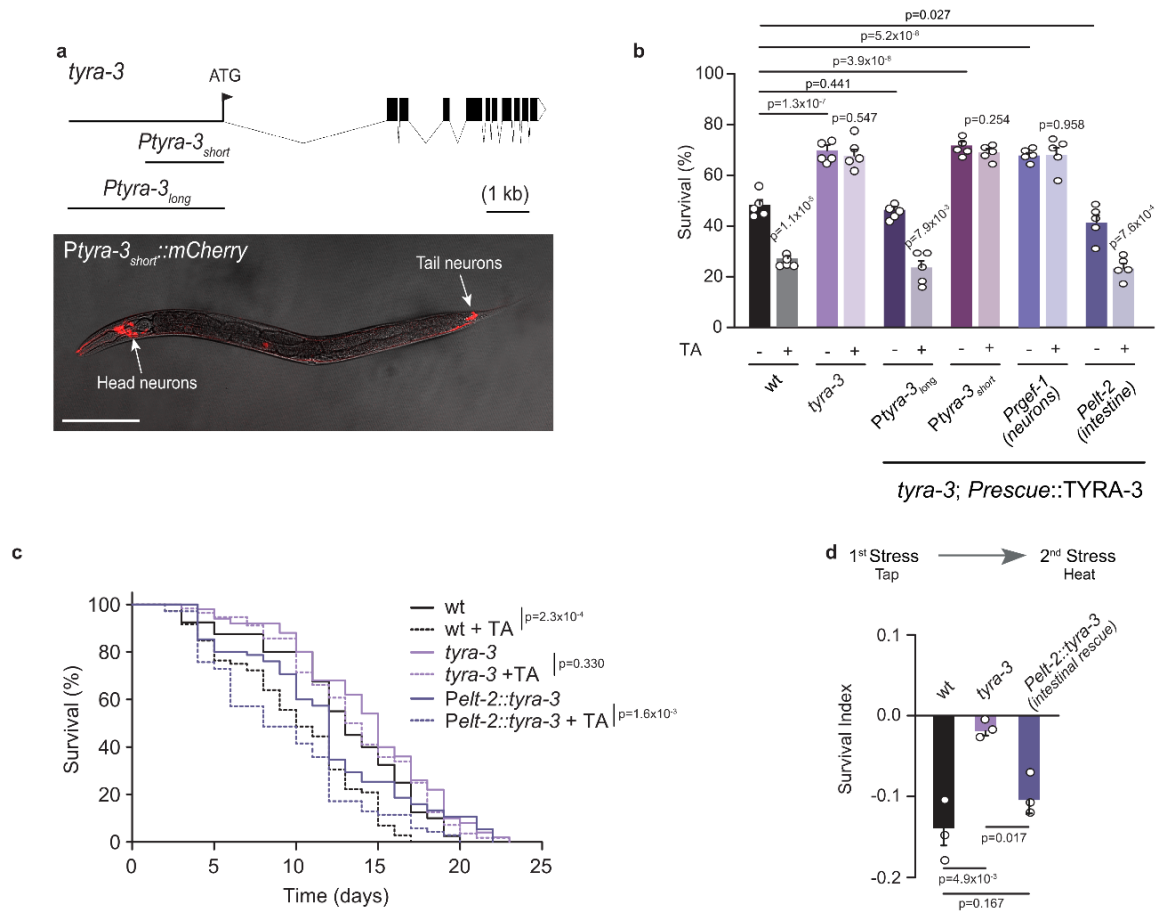 a
tyra-3
ATG
Ptyra-3short
Ptyra-3long
(1 kb)
Ptyra-3short::mCherry
Tail neurons
Head neurons
b
p=0.027
p=5.2x10-8
p=3.9x10-8
p=0.441
p=1.3x10-7
p=0.547
p=0.254
p=0.958
p=1.1x10-5
p=7.9x10-3
p=7.6x10-4
Survival (%)
100
80
60
40
20
0
TA
- + - + - + - + - + - +
wt
tyra-3
Ptyra-3long
Ptyra-3short
Prgef-1
(neurons)
Pelt-2
(intestine)
tyra-3; Prescue::TYRA-3
c
Survival (%)
100
80
60
40
20
0
0 5 10 15 20 25
Time (days)
wt
wt + TA
p=2.3x10-4
tyra-3
tyra-3 +TA
p=0.330
Pelt-2::tyra-3
Pelt-2::tyra-3 + TA
p=1.6x10-3
d
1st Stress
Tap
2nd Stress
Heat
Survival Index
0.1
0.0
-0.1
-0.2
wt
tyra-3
Pelt-2::tyra-3
(intestinal rescue)
p=0.017
p=4.9x10-3
p=0.167